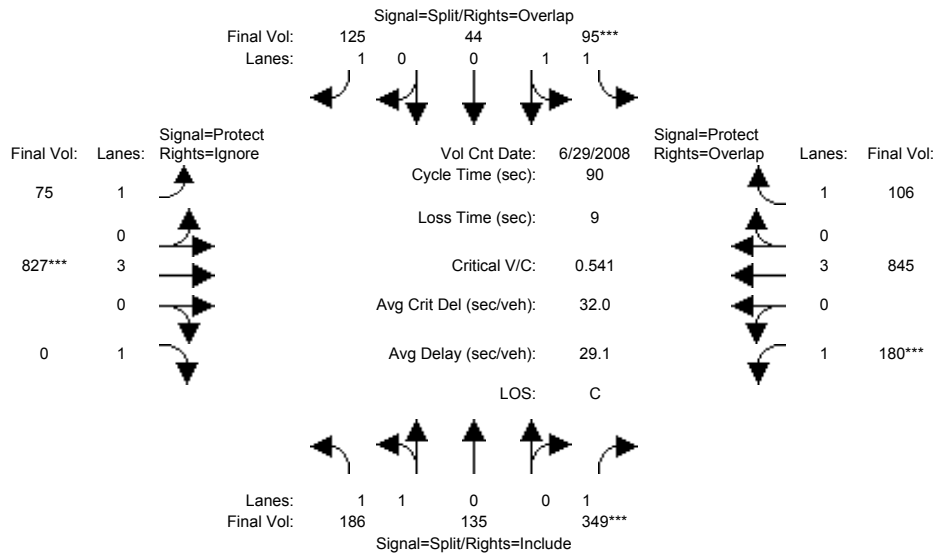 Signal=Split/Rights=Overlap
Final Vol: 125 44 95***
Lanes: 1 0 0 1 1
Signal=Protect Signal=Protect
Final Vol: Lanes: Rights=Ignore Vol Cnt Date: 6/29/2008 Rights=Overlap Lanes: Final Vol:
Cycle Time (sec): 90
75 1 1 106
Loss Time (sec): 9
0 0
827*** 3 Critical V/C: 0.541 3 845
0 Avg Crit Del (sec/veh): 32.0 0
0 1 Avg Delay (sec/veh): 29.1 1 180***
LOS: C
Lanes: 1 1 0 0 1
Final Vol: 186 135 349***
Signal=Split/Rights=Include